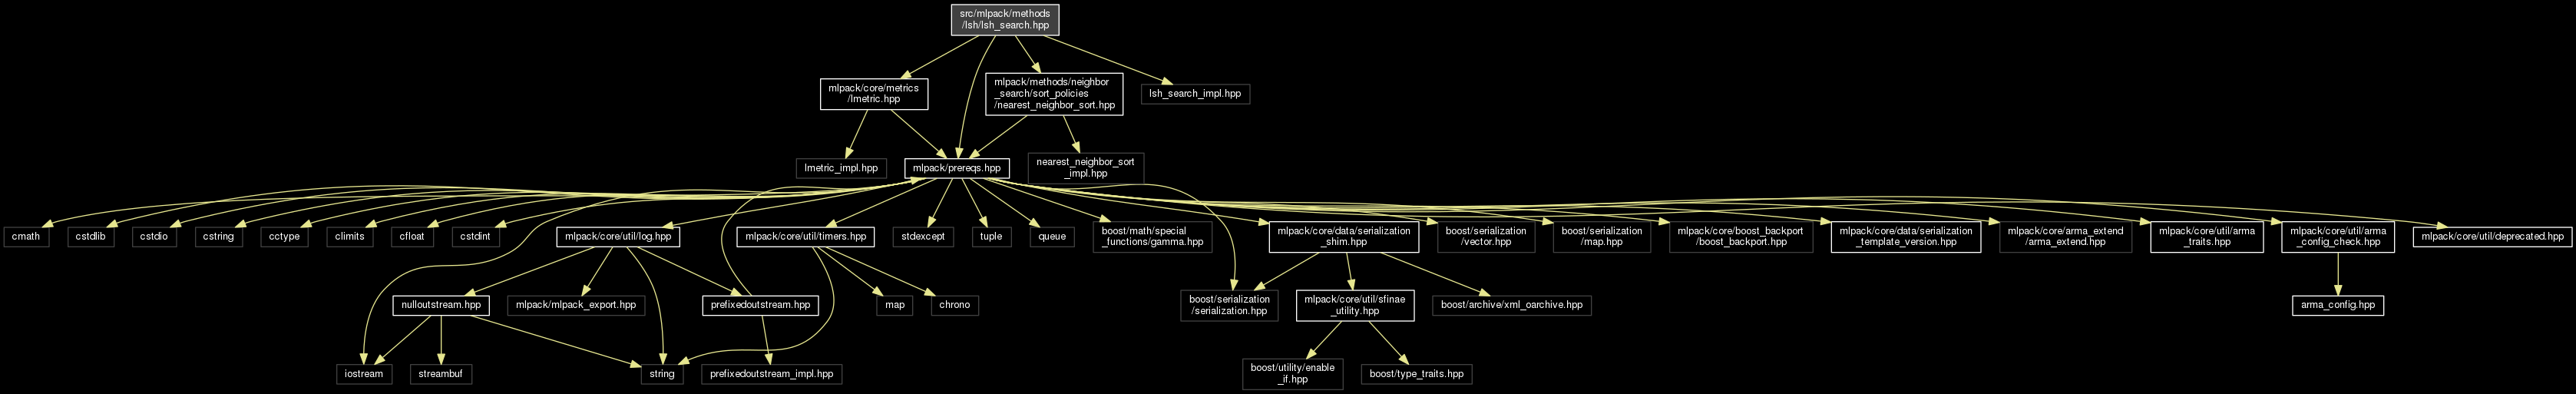 src/mlpack/methods
/lsh/lsh_search.hpp
mlpack/core/metrics
/lmetric.hpp
mlpack/methods/neighbor
_search/sort_policies
/nearest_neighbor_sort.hpp
lsh_search_impl.hpp
lmetric_impl.hpp
mlpack/prereqs.hpp
nearest_neighbor_sort
_impl.hpp
cmath
cstdlib
cstdio
cstring
cctype
climits
cfloat
cstdint
mlpack/core/util/log.hpp
mlpack/core/util/timers.hpp
stdexcept
tuple
queue
boost/math/special
_functions/gamma.hpp
mlpack/core/data/serialization
_shim.hpp
boost/serialization
/vector.hpp
boost/serialization
/map.hpp
mlpack/core/boost_backport
/boost_backport.hpp
mlpack/core/data/serialization
_template_version.hpp
mlpack/core/arma_extend
/arma_extend.hpp
mlpack/core/util/arma
_traits.hpp
mlpack/core/util/arma
_config_check.hpp
mlpack/core/util/deprecated.hpp
nulloutstream.hpp
mlpack/mlpack_export.hpp
prefixedoutstream.hpp
map
chrono
boost/serialization
/serialization.hpp
mlpack/core/util/sfinae
_utility.hpp
boost/archive/xml_oarchive.hpp
arma_config.hpp
iostream
streambuf
string
prefixedoutstream_impl.hpp
boost/utility/enable
_if.hpp
boost/type_traits.hpp